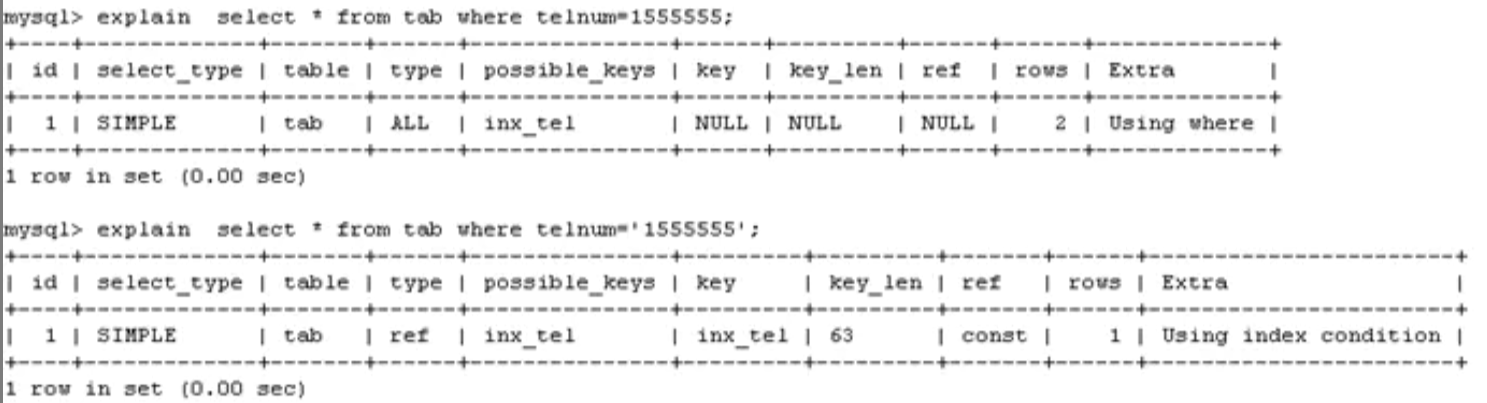 mysql> explain  select * from tab where telnum=1555555;
+----+-------------+-------+------+---------------+------+---------+------+------+-------------+
| id | select_type | table | type | possible_keys | key  | key_len | ref  | rows | Extra       |
+----+-------------+-------+------+---------------+------+---------+------+------+-------------+
|  1 | SIMPLE      | tab   | ALL  | inx_tel       | NULL | NULL    | NULL |    2 | Using where |
+----+-------------+-------+------+---------------+------+---------+------+------+-------------+
1 row in set (0.00 sec)

mysql> explain  select * from tab where telnum='1555555';
+----+-------------+-------+------+---------------+---------+---------+-------+------+-----------------------+
| id | select_type | table | type | possible_keys | key     | key_len | ref   | rows | Extra                 |
+----+-------------+-------+------+---------------+---------+---------+-------+------+-----------------------+
|  1 | SIMPLE      | tab   | ref  | inx_tel       | inx_tel | 63      | const |    1 | Using index condition |
+----+-------------+-------+------+---------------+---------+---------+-------+------+-----------------------+
1 row in set (0.00 sec)